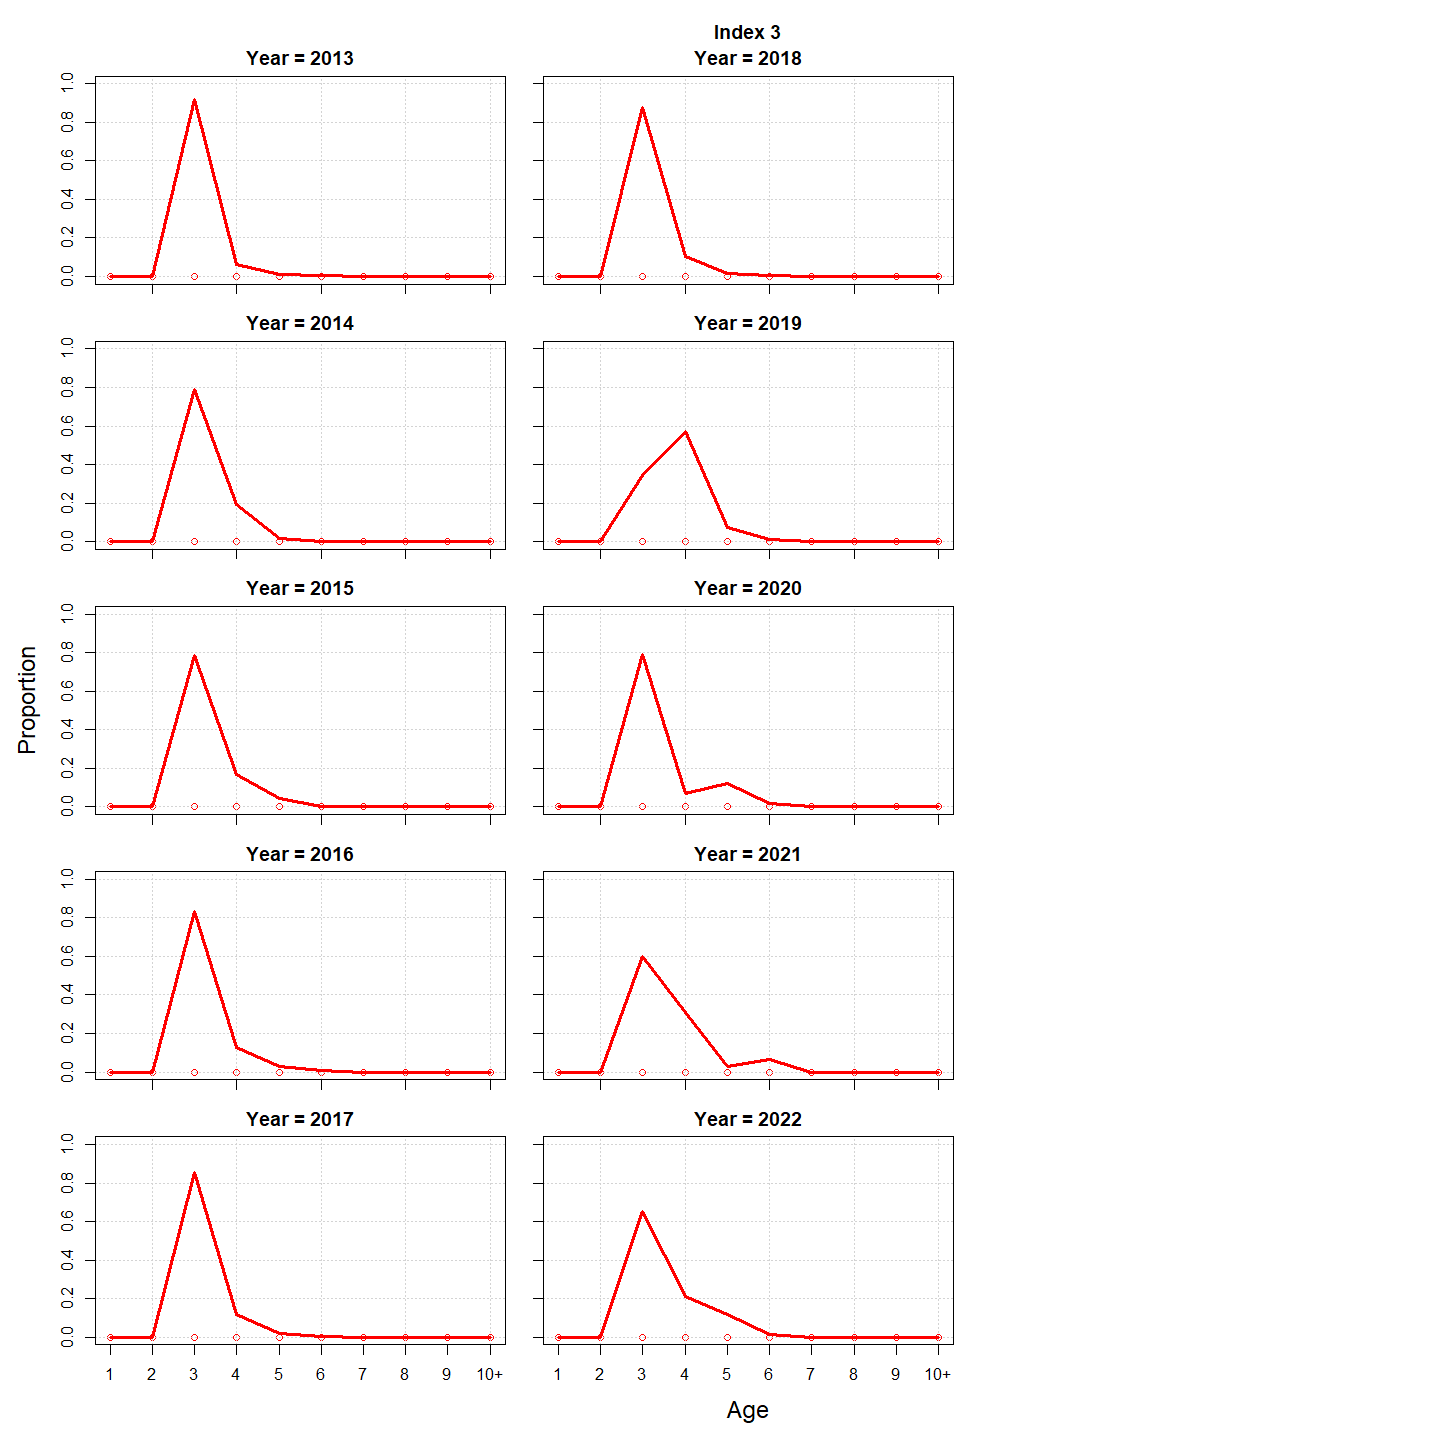 Index 3
Year = 2013
Year = 2018
1.0
0.8
0.6
0.4
0.2
0.0
Year = 2014
Year = 2019
1.0
0.8
0.6
0.4
0.2
0.0
Year = 2015
Year = 2020
1.0
0.8
0.6
0.4
0.2
0.0
Proportion
Year = 2016
Year = 2021
1.0
0.8
0.6
0.4
0.2
0.0
Year = 2017
Year = 2022
1.0
0.8
0.6
0.4
0.2
0.0
1 2 3 4 5 6 7 8 9 10+
1 2 3 4 5 6 7 8 9 10+
Age